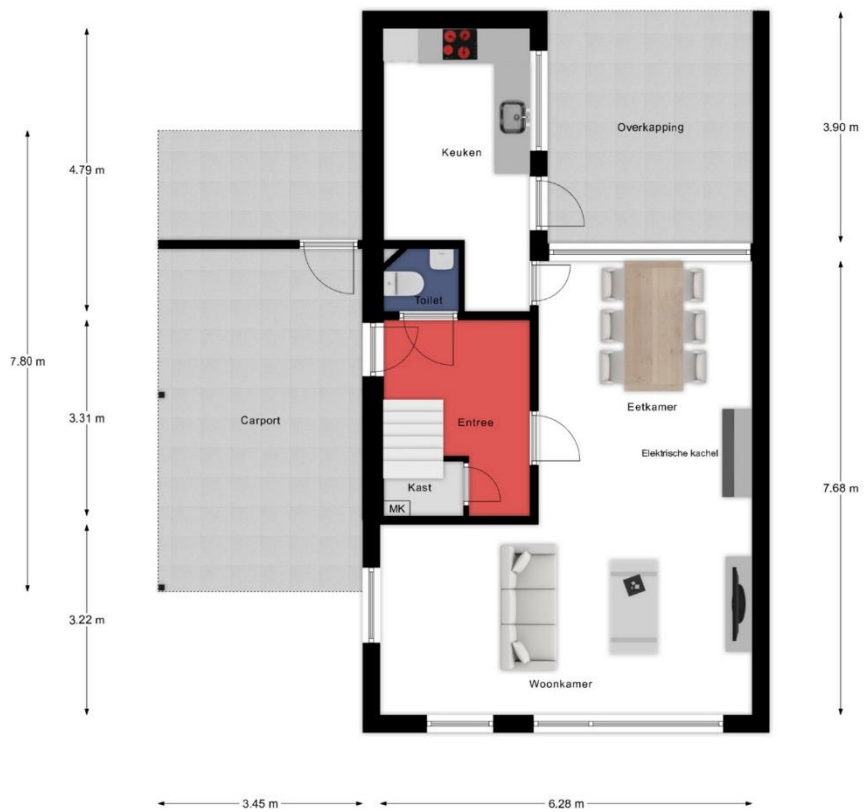 Overkapping
3.90 m
Keuken
4.79 m
Toilet
7.80 m
3.31 m
Carport
Entree
Eetkamer
Elektrische kachel
Kast
MK
7.68 m
3.22 m
Woonkamer
3.45 m
6.28 m